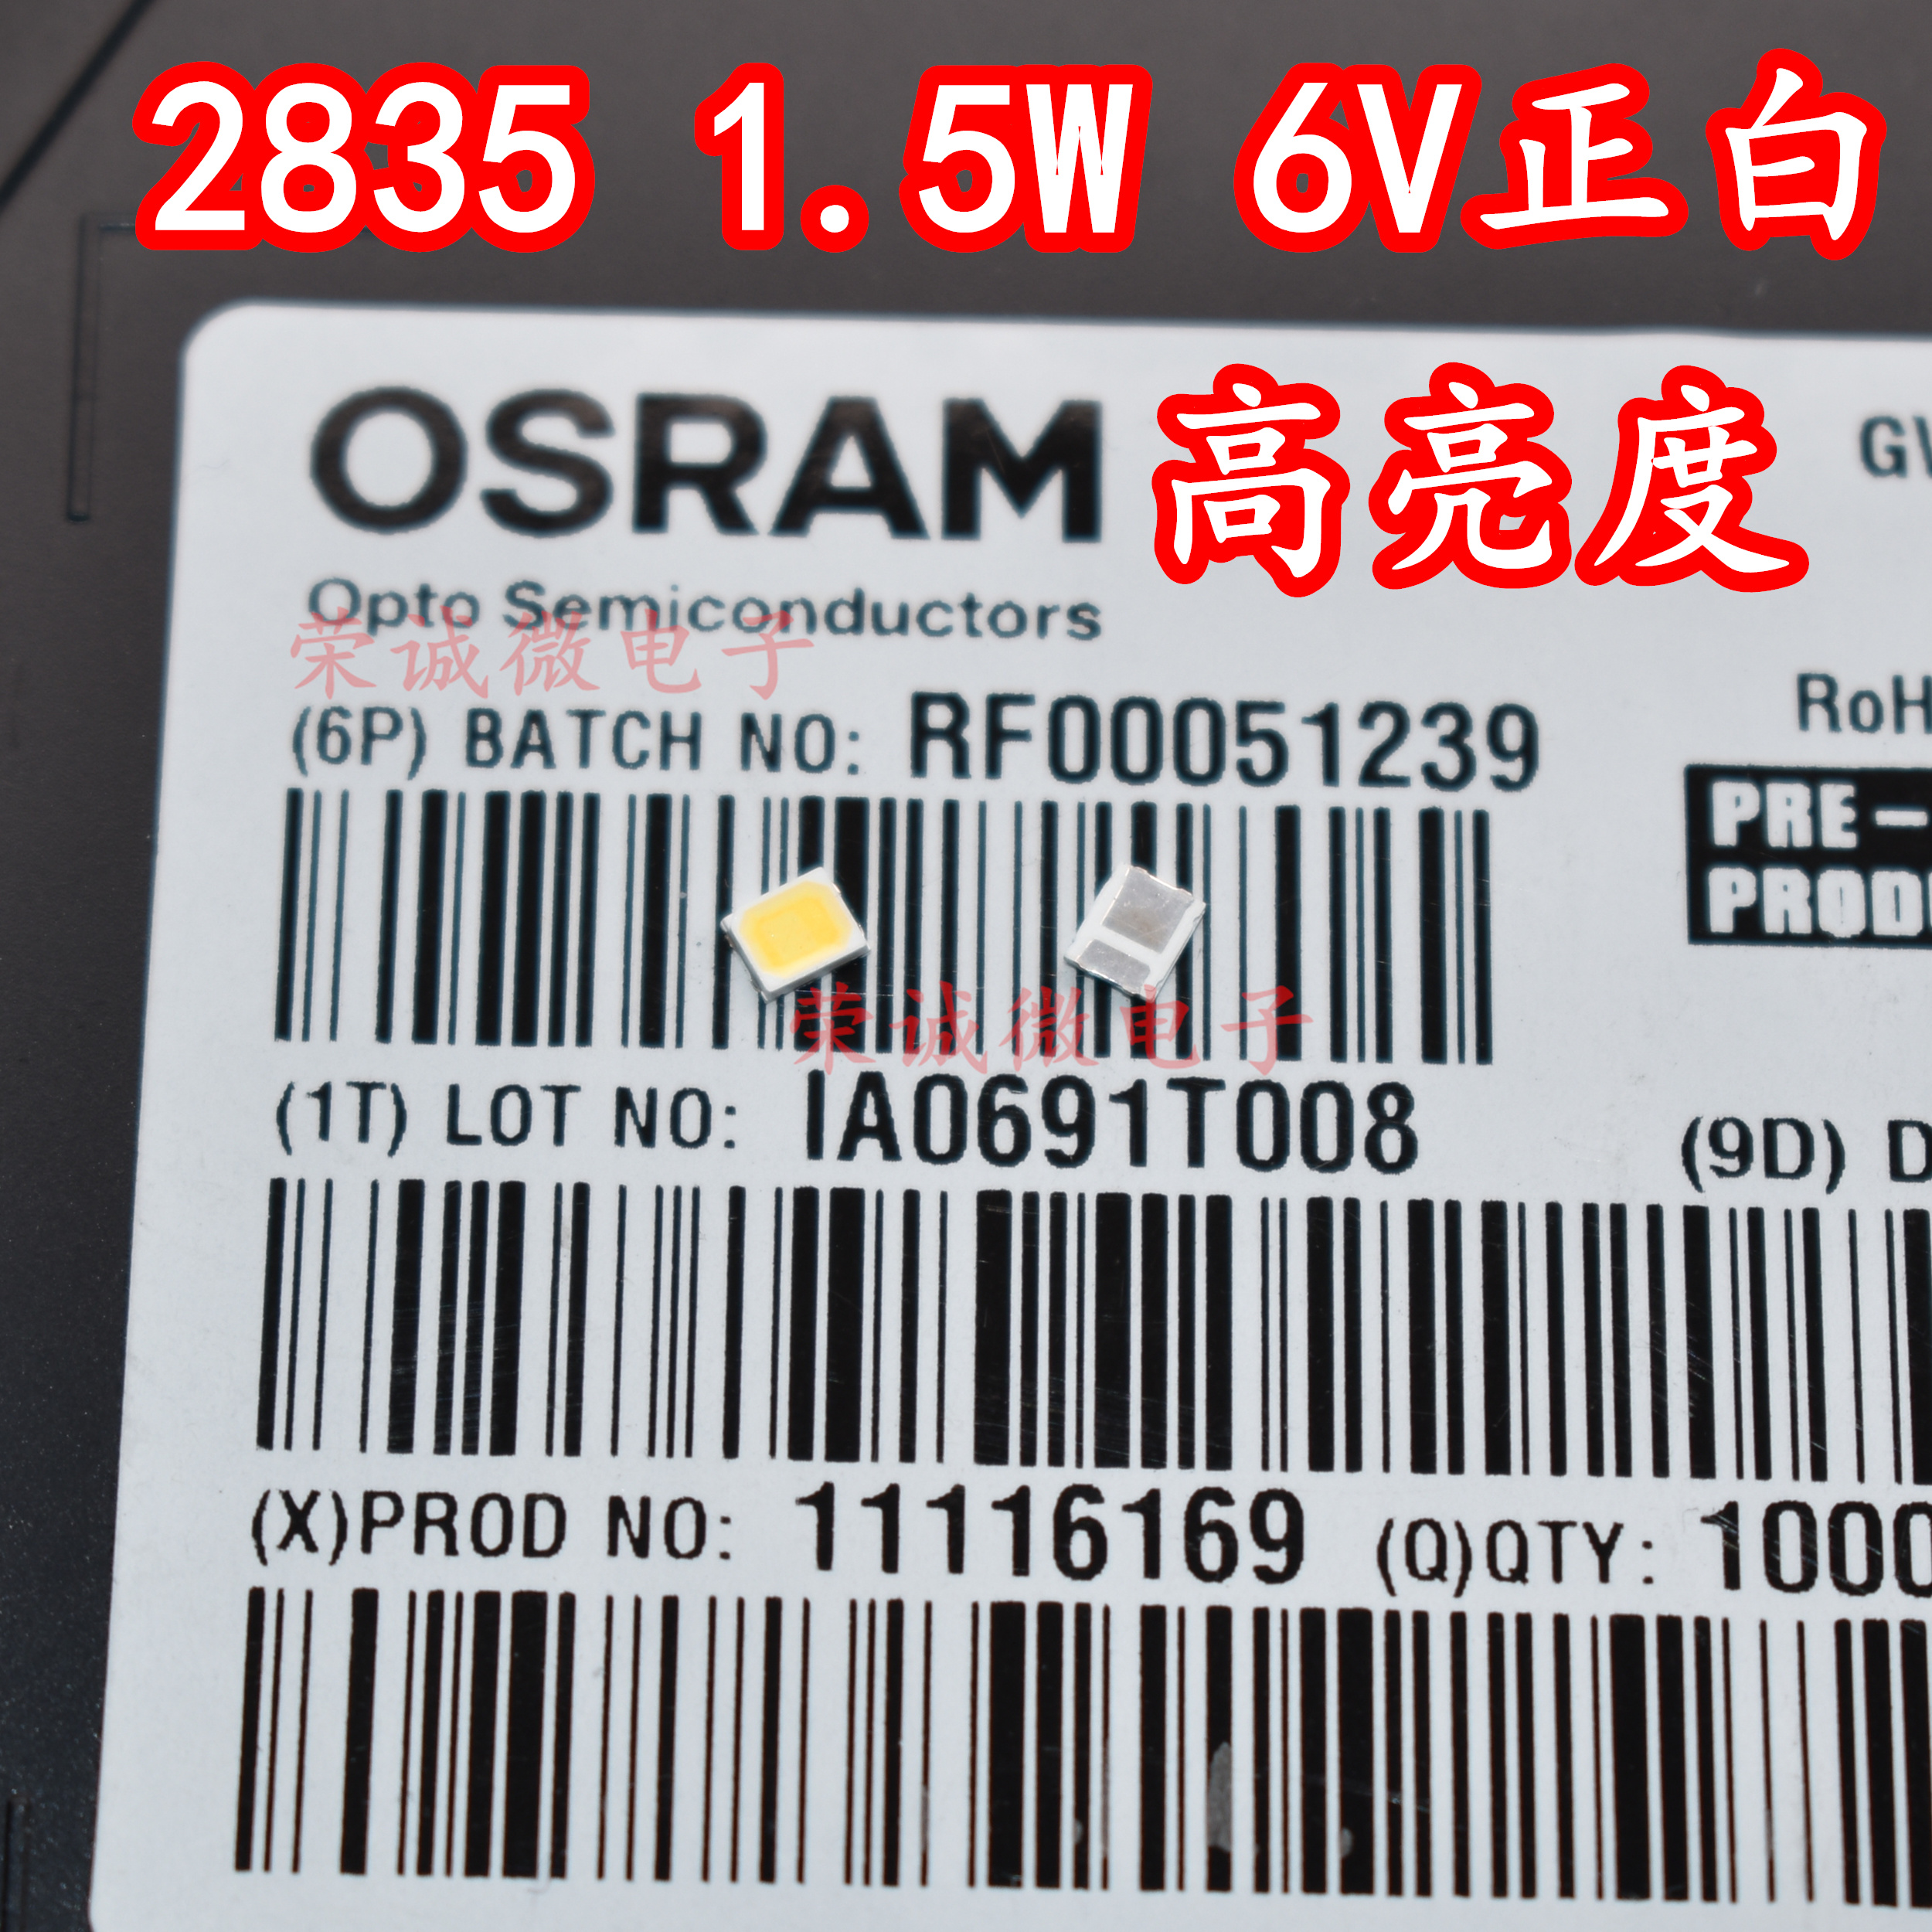 2835 1.5W 6V正白
OSRAM
高亮度
GV
Opto Semiconductors
荣诚微电子
RoH
(6P) BATCH NO: RF00051239
PRE-
PROD
荣诚微电子
(1T) LOT NO: IA0691T008
(9D) D
(X)PROD NO: 11116169
(Q)QTY: 1000